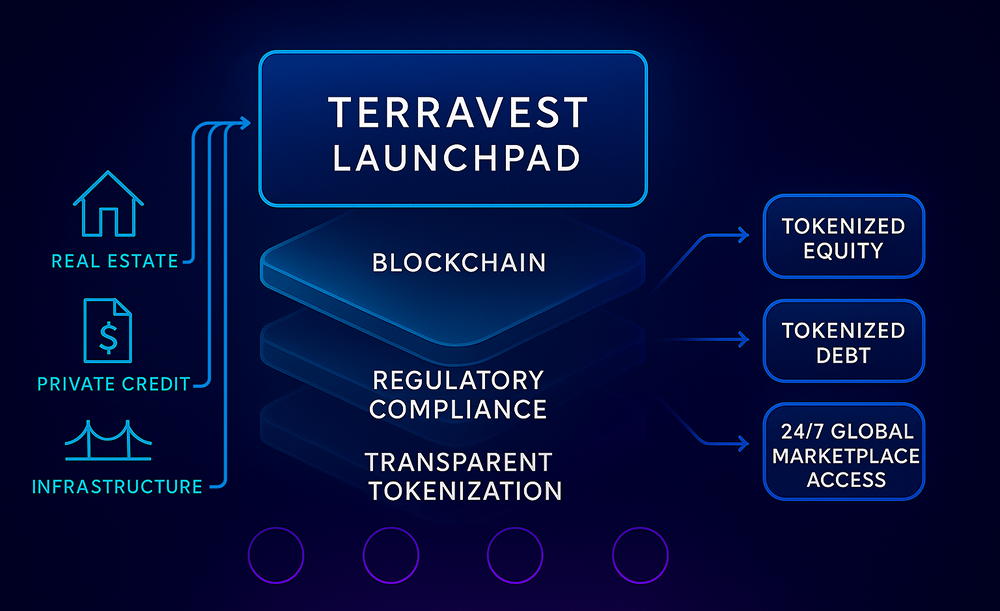 TERRAVEST
LAUNCHPAD
REAL ESTATE
$
PRIVATE CREDIT
INFRASTRUCTURE
BLOCKCHAIN
REGULATORY
COMPLIANCE
TRANSPARENT
TOKENIZATION
TOKENIZED
EQUITY
TOKENIZED
DEBT
24/7 GLOBAL
MARKETPLACE
ACCESS